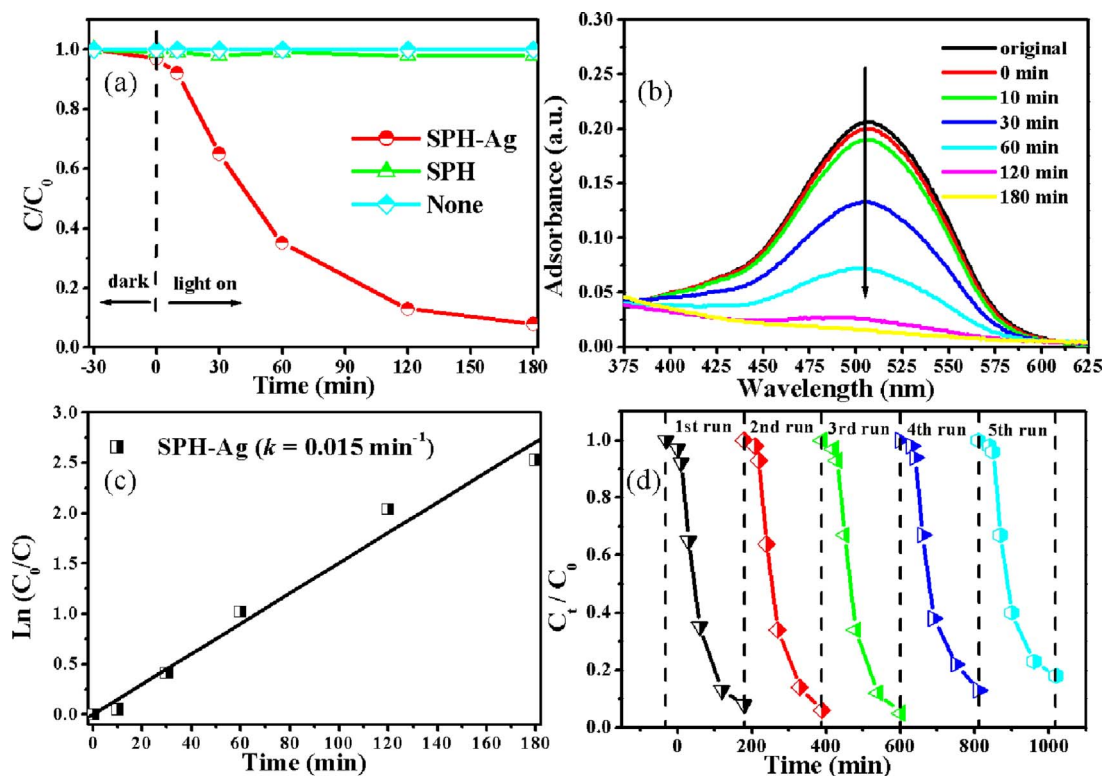 (a)
C/C0
1.0
0.8
0.6
0.4
0.2
0.0
SPH-Ag
SPH
None
dark
light on
-30 0 30 60 90 120 150 180
Time (min)
(b)
Absorbance (a.u.)
0.30
0.25
0.20
0.15
0.10
0.05
0.00
original
0 min
10 min
30 min
60 min
120 min
180 min
375 400 425 450 475 500 525 550 575 600 625
Wavelength (nm)
(c)
Ln (C0/C)
3.0
2.5
2.0
1.5
1.0
0.5
0.0
SPH-Ag (k = 0.015 min-1)
0 20 40 60 80 100 120 140 160 180
Time (min)
(d)
Ct / C0
1.0
0.8
0.6
0.4
0.2
0.0
1st run 2nd run 3rd run 4th run 5th run
0 200 400 600 800 1000
Time (min)